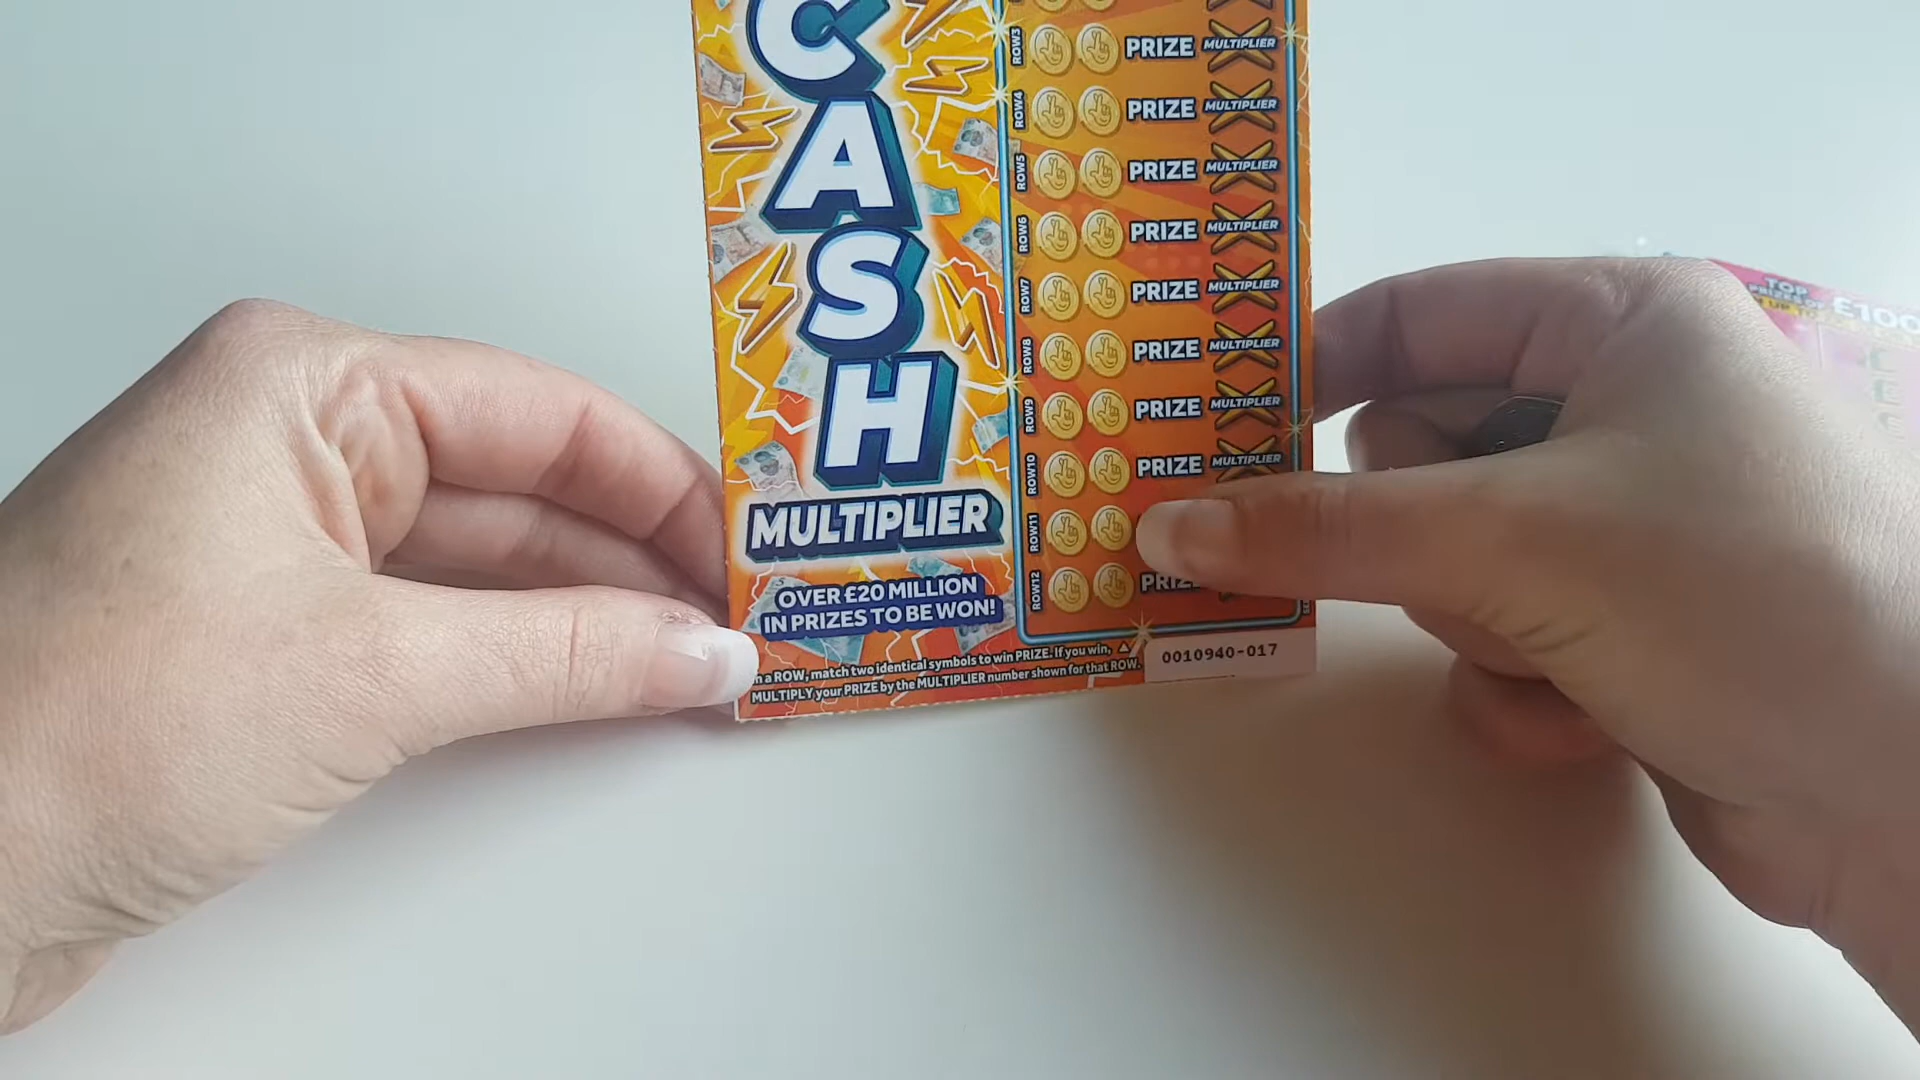 CASH
MULTIPLIER
OVER £20 MILLION
IN PRIZES TO BE WON!
ROW3 PRIZE MULTIPLIER
ROW4 PRIZE MULTIPLIER
ROW5 PRIZE MULTIPLIER
ROW6 PRIZE MULTIPLIER
ROW7 PRIZE MULTIPLIER
ROW8 PRIZE MULTIPLIER
ROW9 PRIZE MULTIPLIER
ROW10 PRIZE MULTIPLIER
ROW11
ROW12 PRIZE
in a ROW, match two identical symbols to win PRIZE. If you win,
MULTIPLY your PRIZE by the MULTIPLIER number shown for that ROW.
0010940-017
TOP
£100